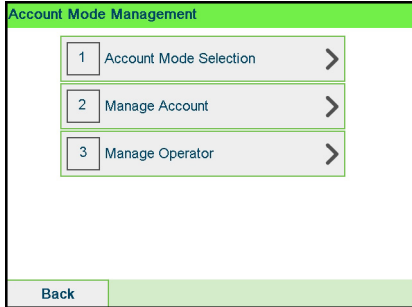 Account Mode Management
1 Account Mode Selection
2 Manage Account
3 Manage Operator
Back